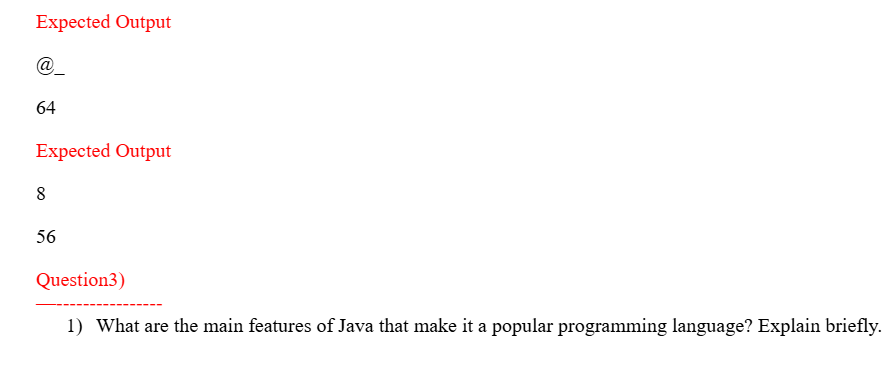 Expected Output
@_
64
Expected Output
8
56
Question3)
—----------------
1) What are the main features of Java that make it a popular programming language? Explain briefly.